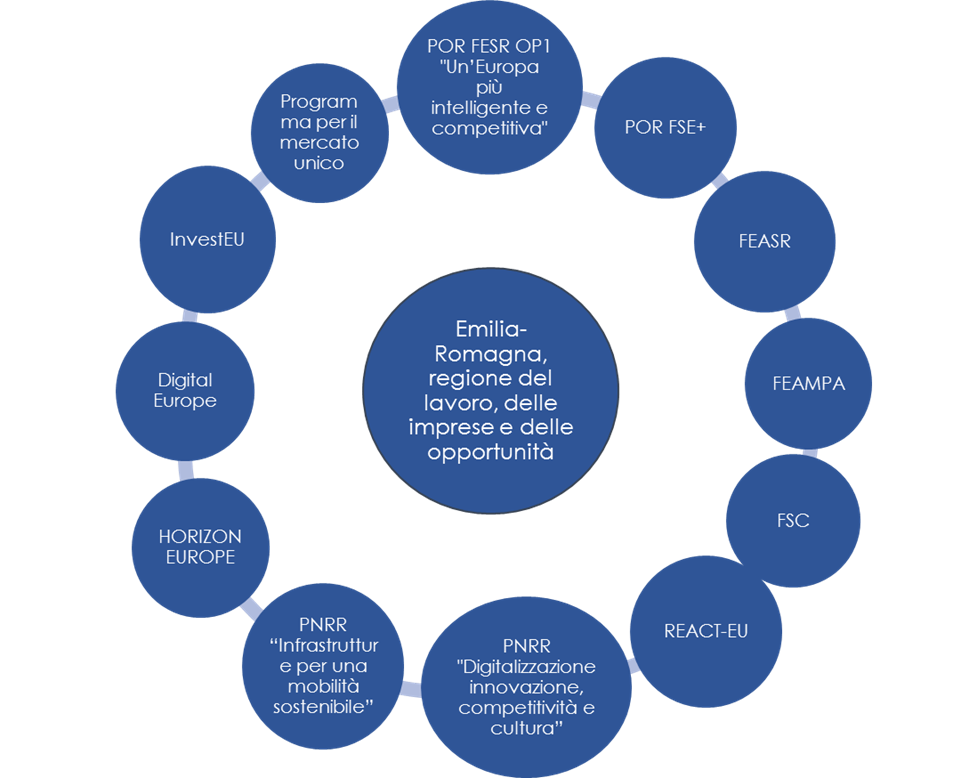 POR FESR OP1
"Un’Europa
più
intelligente e
competitiva"
POR FSE+
FEASR
FEAMPA
FSC
REACT-EU
PNRR
"Digitalizzazione
innovazione,
competitività e
cultura”
PNRR
“Infrastruttur
e per una
mobilità
sostenibile”
HORIZON
EUROPE
Digital
Europe
InvestEU
Program
ma per il
mercato
unico
Emilia-
Romagna,
regione del
lavoro, delle
imprese e delle
opportunità